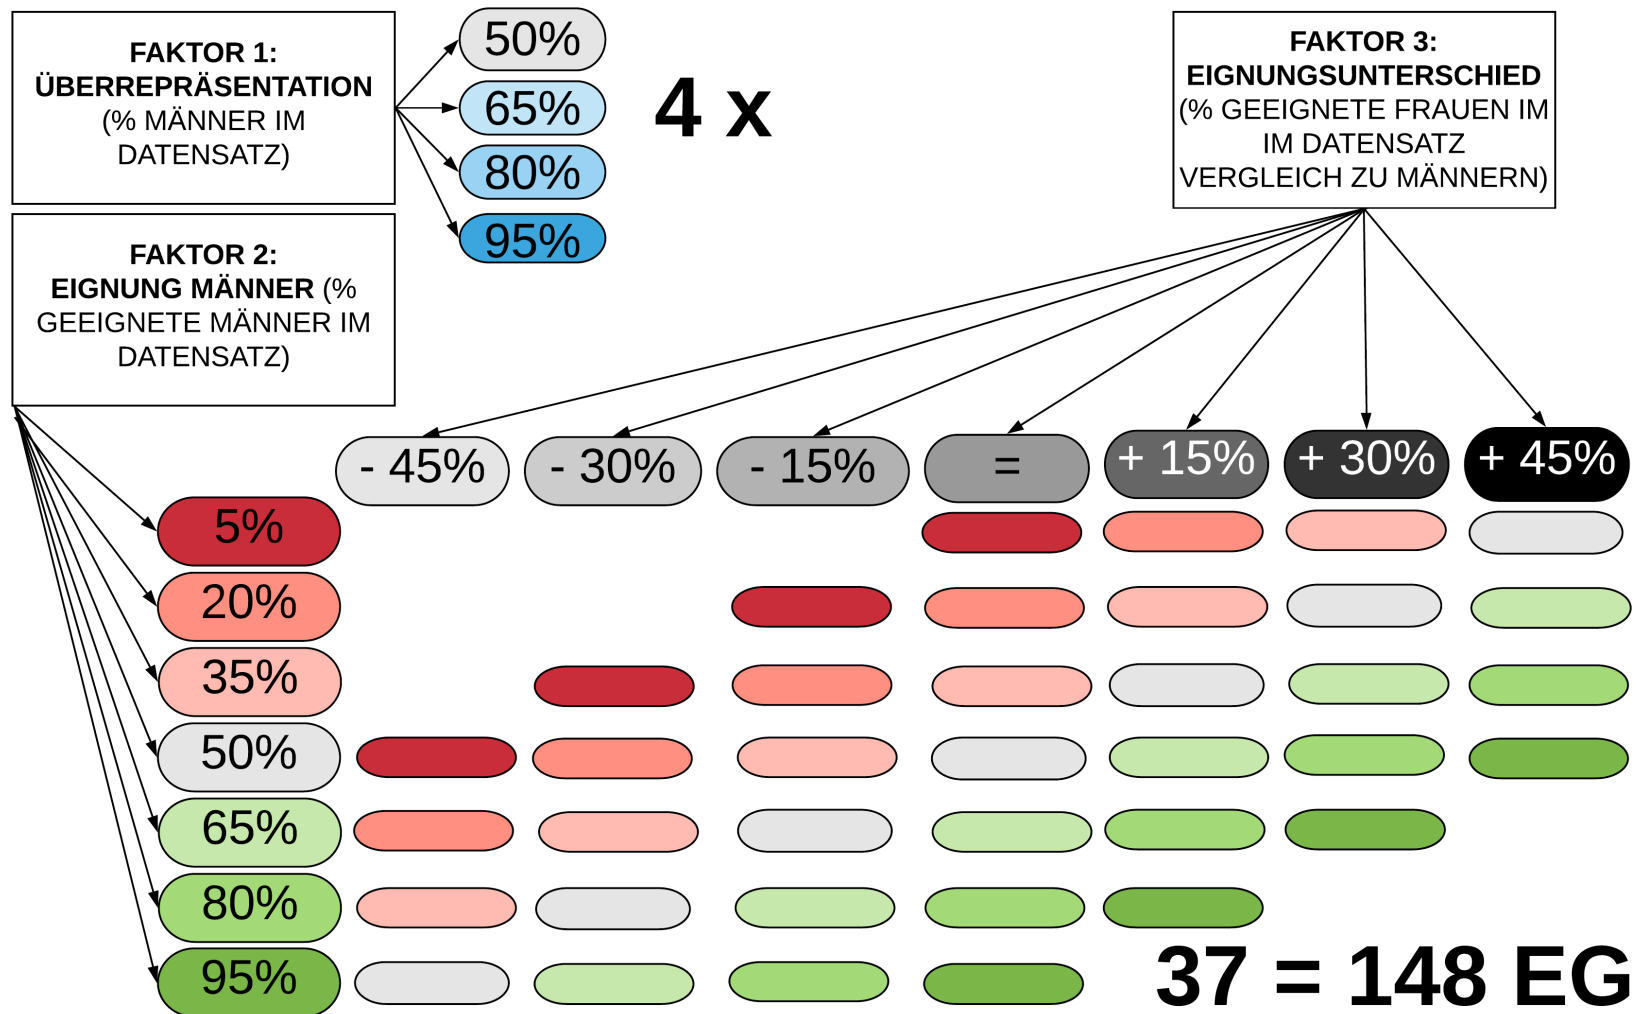 FAKTOR 1:
ÜBERREPRÄSENTATION
(% MÄNNER IM
DATENSATZ)
50%
65%
80%
95%
4 x
FAKTOR 3:
EIGNUNGSUNTERSCHIED
(% GEEIGNETE FRAUEN IM
IM DATENSATZ
VERGLEICH ZU MÄNNERN)
FAKTOR 2:
EIGNUNG MÄNNER (%
GEEIGNETE MÄNNER IM
DATENSATZ)
- 45% - 30% - 15% = + 15% + 30% + 45%
5%
20%
35%
50%
65%
80%
95%
37 = 148 EG